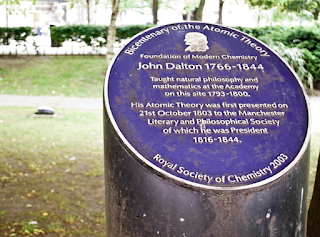 Bicentenary of the Atomic Theory
Foundation of Modern Chemistry
John Dalton 1766-1844
Taught natural philosophy and
mathematics at the Academy
on this site 1793-1800.
His Atomic Theory was first presented on
21st October 1803 to the Manchester
Literary and Philosophical Society
of which he was President
1816-1844.
Royal Society of Chemistry 2003